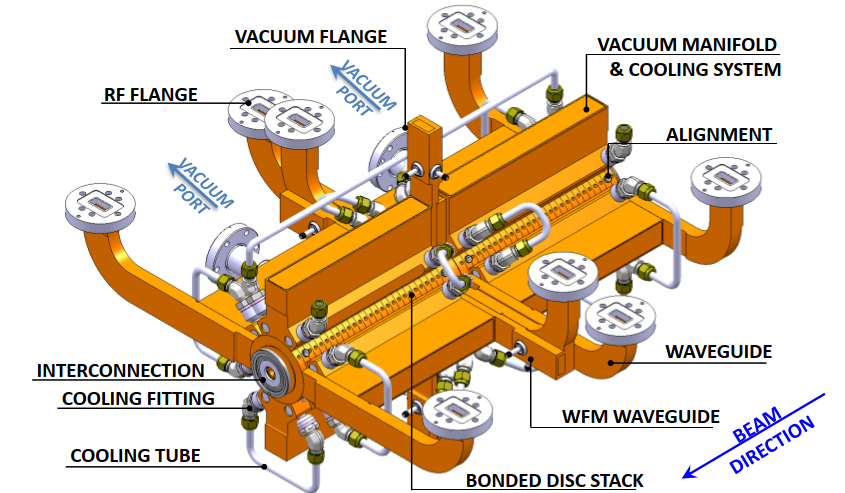 VACUUM FLANGE
VACUUM MANIFOLD
& COOLING SYSTEM
RF FLANGE
VACUUM
PORT
ALIGNMENT
VACUUM
PORT
INTERCONNECTION
WAVEGUIDE
COOLING FITTING
WFM WAVEGUIDE
BEAM
DIRECTION
COOLING TUBE
BONDED DISC STACK